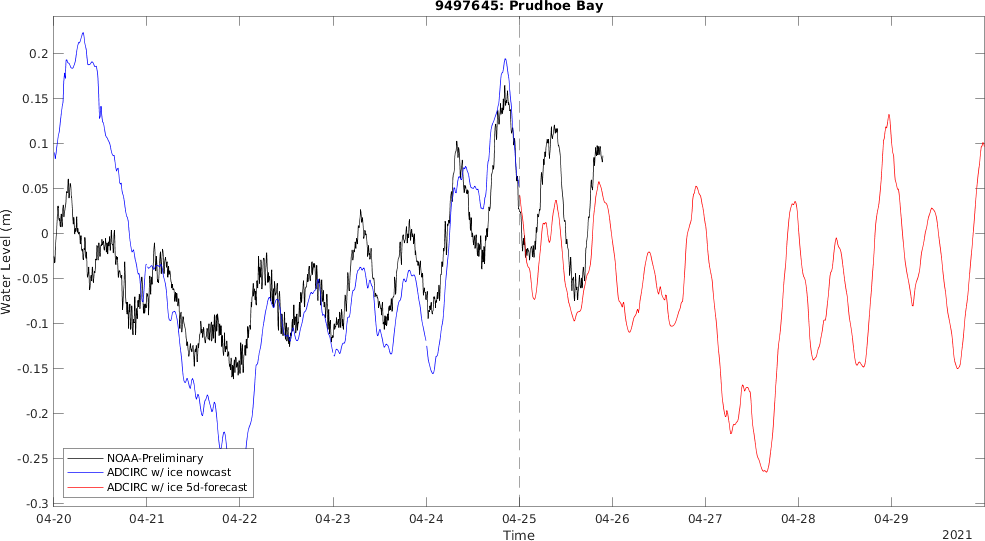 9497645: Prudhoe Bay
0.2
0.15
0.1
0.05
0
-0.05
-0.1
-0.15
-0.2
-0.25
-0.3
Water Level (m)
NOAA-Preliminary
ADCIRC w/ ice nowcast
ADCIRC w/ ice 5d-forecast
04-20 04-21 04-22 04-23 04-24 04-25 04-26 04-27 04-28 04-29
Time
2021